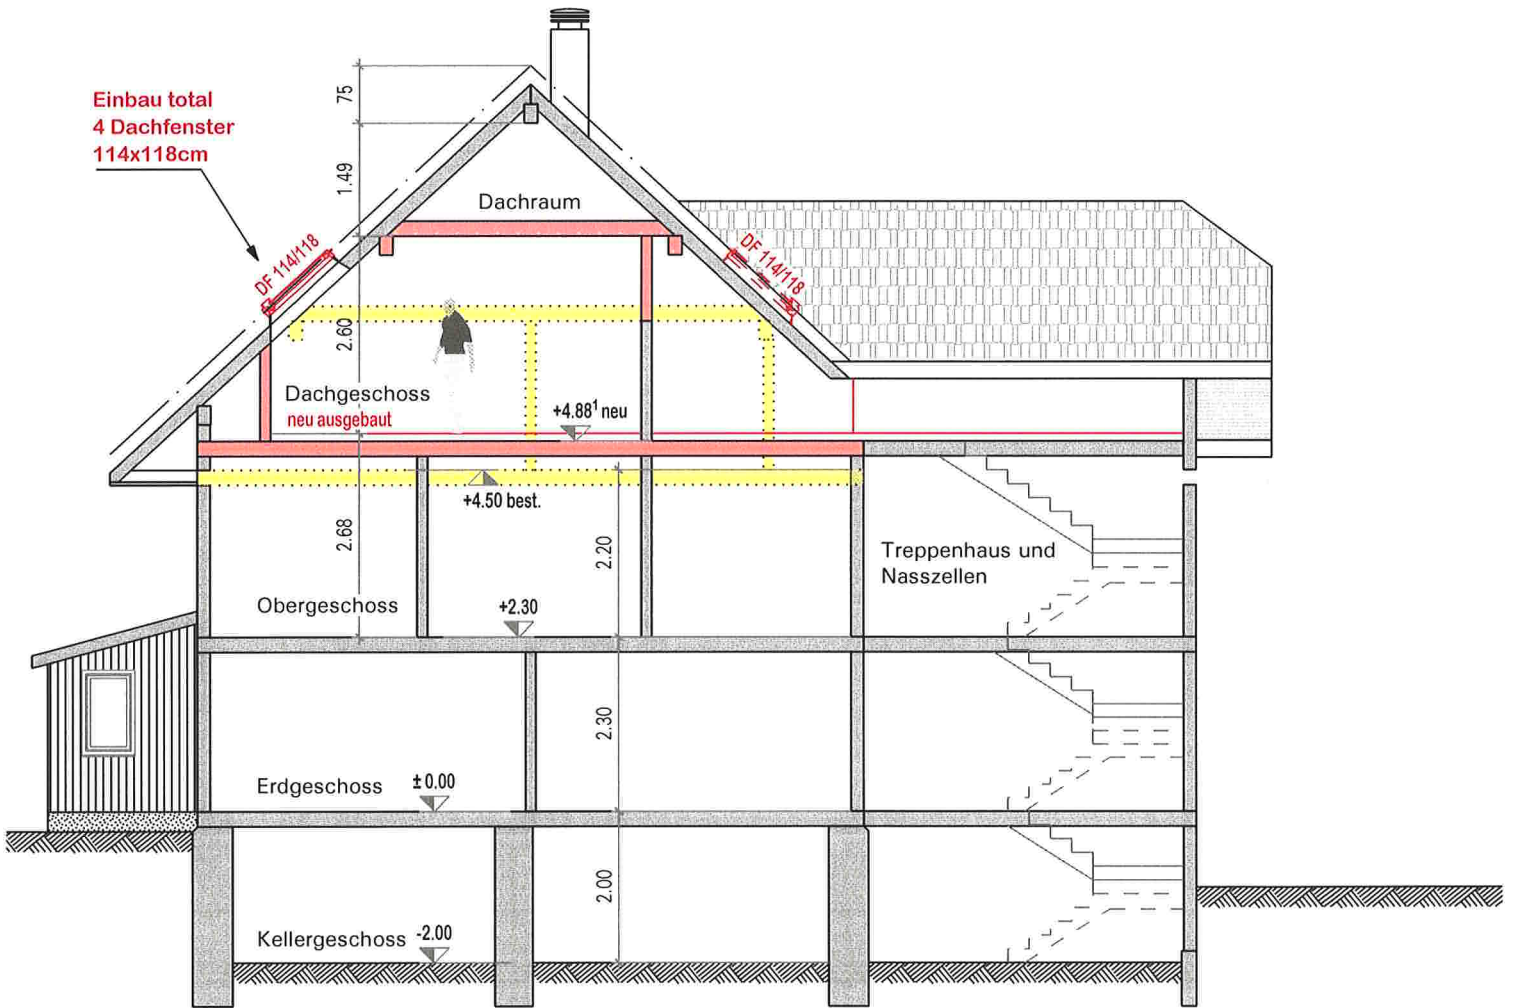 75
Einbau total
4 Dachfenster
114x118cm
1.49
Dachraum
DF 114/118
DF 114/118
2.60
Dachgeschoss
neu ausgebaut
+4.88¹ neu
+4.50 best.
2.68
2.20
Treppenhaus und
Nasszellen
Obergeschoss
+2.30
2.30
Erdgeschoss
± 0.00
2.00
Kellergeschoss
-2.00